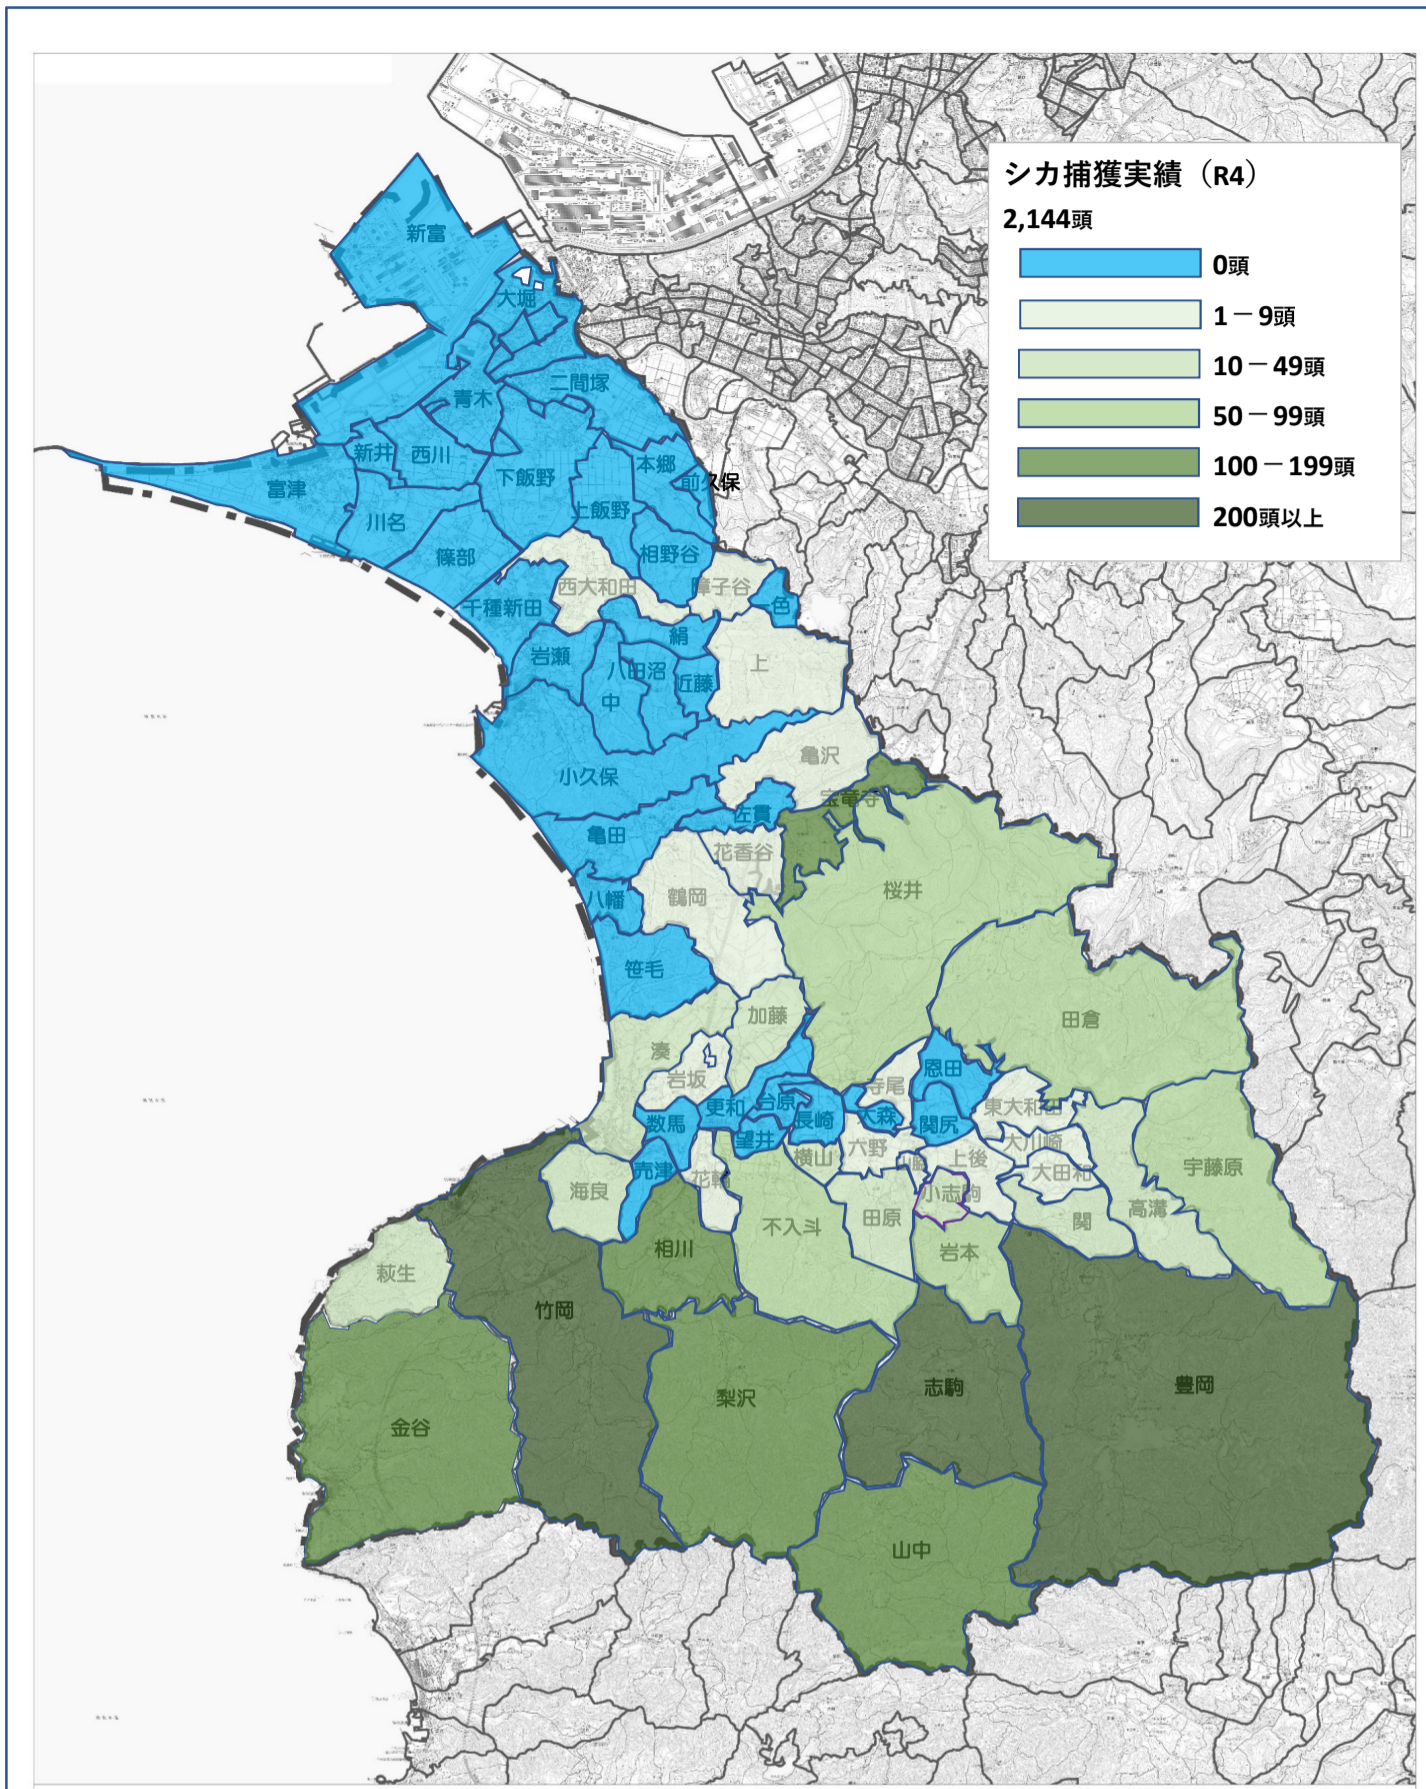 シカ捕獲実績（R4）
2,144頭
0頭
1－9頭
10－49頭
50－99頭
100－199頭
200頭以上
新富
大堀
二間塚
青木
新井
西川
本郷
下飯野
前久保
富津
上飯野
川名
相野谷
篠部
西大和田
障子谷
千種新田
一色
絹
岩瀬
上
八田沼
近藤
中
亀沢
小久保
宝竜寺
佐貫
亀田
花香谷
桜井
鶴岡
八幡
笹毛
加藤
田倉
湊
恩田
岩坂
寺尾
更和
台原
東大和田
数馬
長崎
大森
関尻
望井
大川崎
六野
横山
上後
売津
大田和
宇藤原
花輪
海良
小志駒
高溝
田原
関
不入斗
相川
岩本
萩生
竹岡
志駒
豊岡
梨沢
金谷
山中